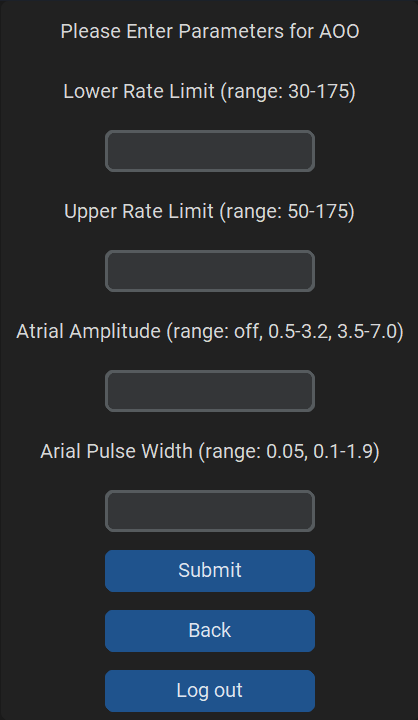 Please Enter Parameters for AOO
Lower Rate Limit (range: 30-175)
Upper Rate Limit (range: 50-175)
Atrial Amplitude (range: off, 0.5-3.2, 3.5-7.0)
Arial Pulse Width (range: 0.05, 0.1-1.9)
Submit
Back
Log out